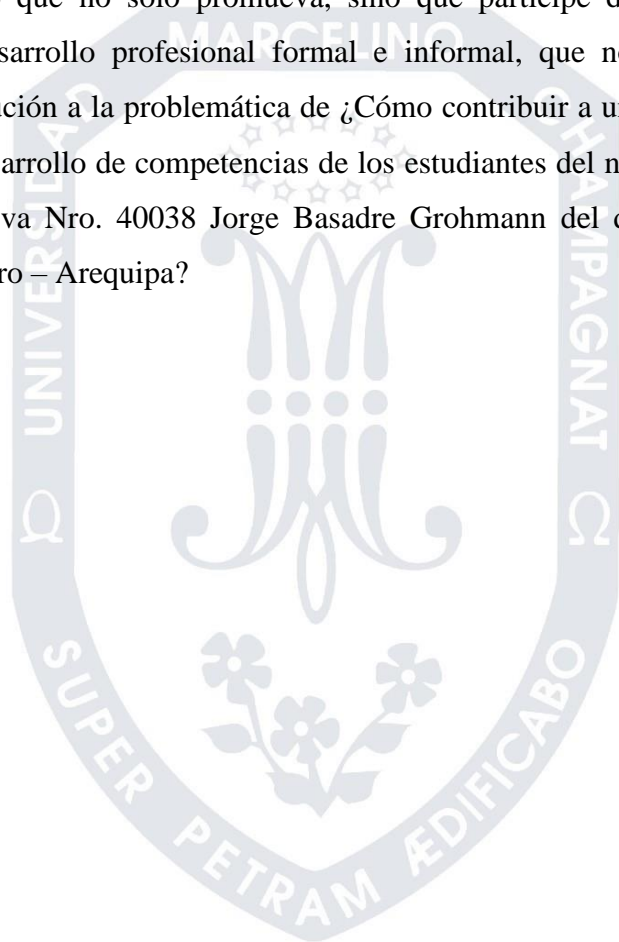 que no solo promueva, sino que participe d
sarrollo profesional formal e informal, que n
ución a la problemática de ¿Cómo contribuir a u
arrollo de competencias de los estudiantes del n
va Nro. 40038 Jorge Basadre Grohmann del
ro – Arequipa?
UNIVERSIDAD
MARCELINO
CHAMPAGNAT
Ω
Ω
SUPER PETRAM ÆDIFICABO